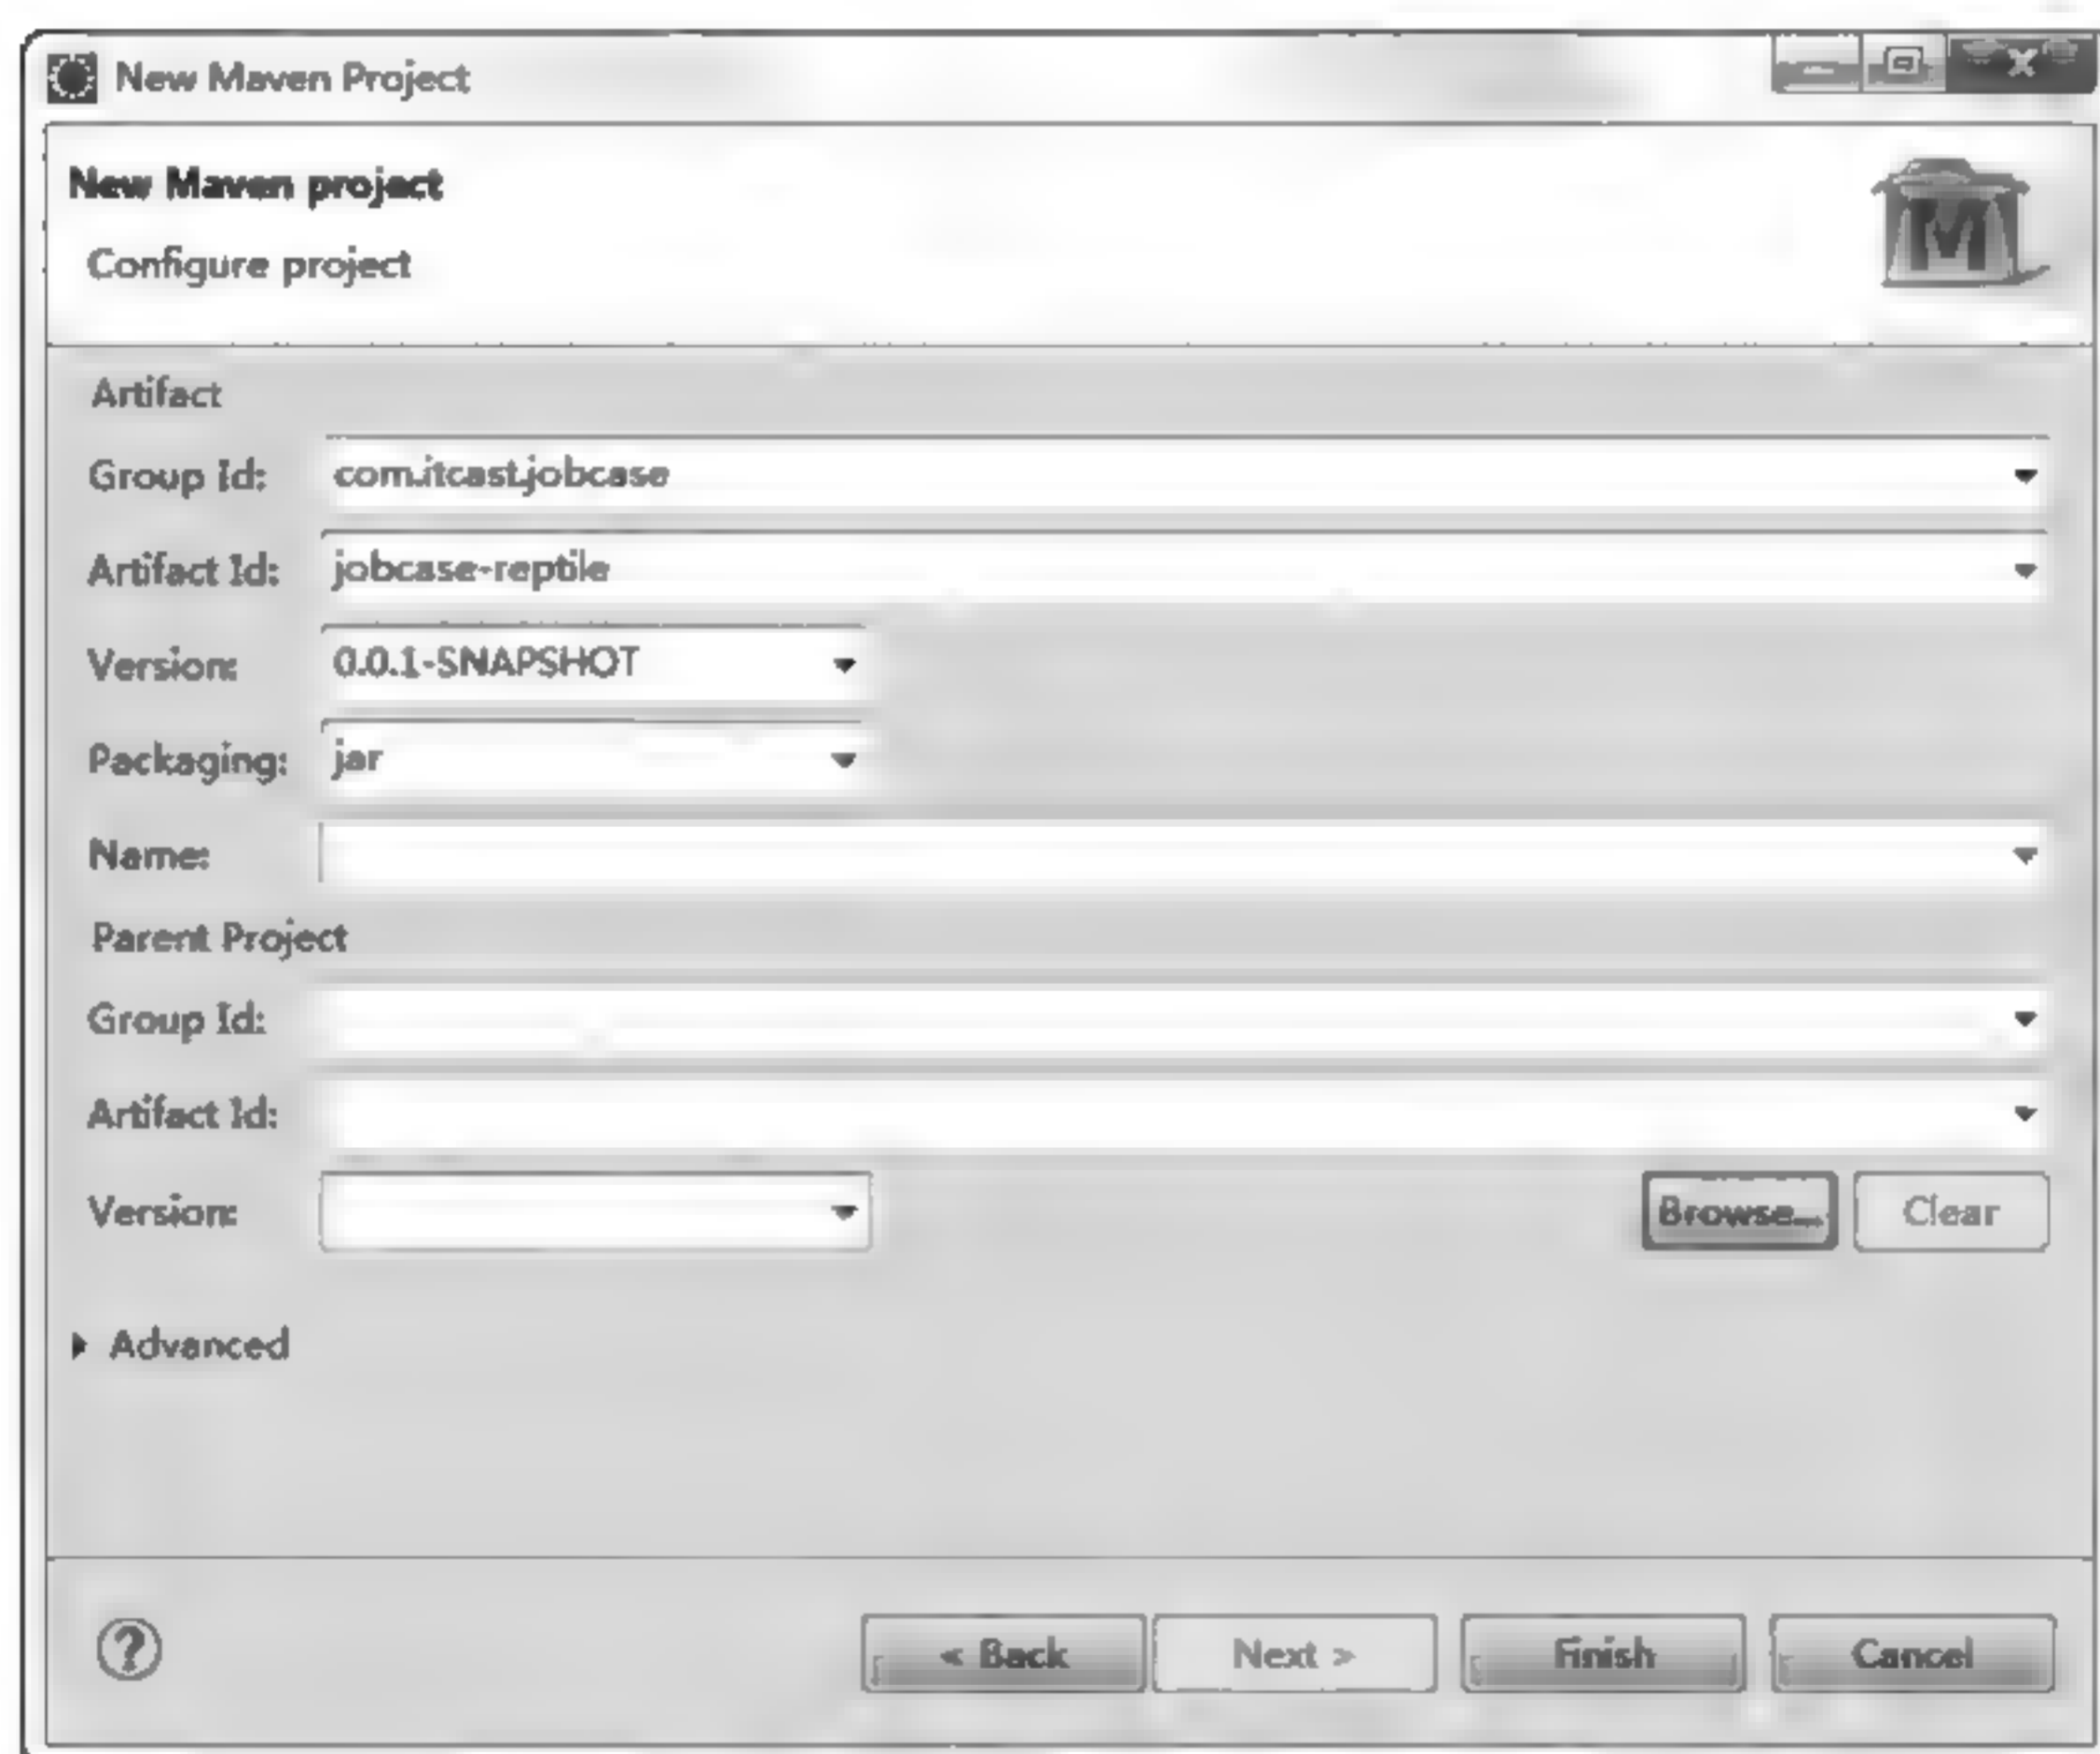 New Maven Project
New Maven project
Configure project
M
Artifact
Group Id: com.itcast.jobcase
Artifact Id: jobcase-reptile
Version: 0.0.1-SNAPSHOT
Packaging: jar
Name:
Parent Project
Group Id:
Artifact Id:
Version: Browse... Clear
Advanced
? < Back Next > Finish Cancel